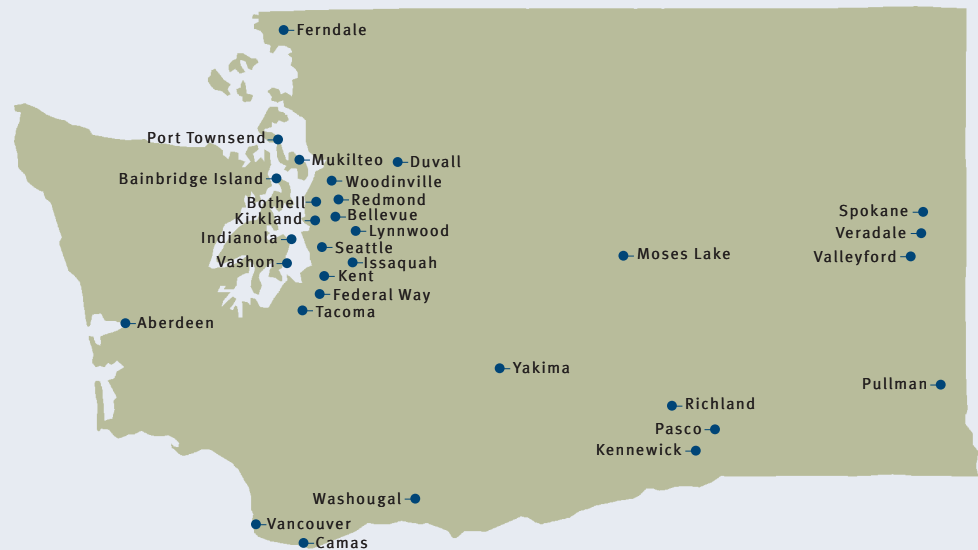 Ferndale
Port Townsend
Mukilteo
Duvall
Bainbridge Island
Woodinville
Bothell
Redmond
Kirkland
Bellevue
Lynnwood
Indianola
Seattle
Vashon
Issaquah
Kent
Federal Way
Tacoma
Aberdeen
Spokane
Veradale
Moses Lake
Valleyford
Yakima
Pullman
Richland
Pasco
Kennewick
Washougal
Vancouver
Camas